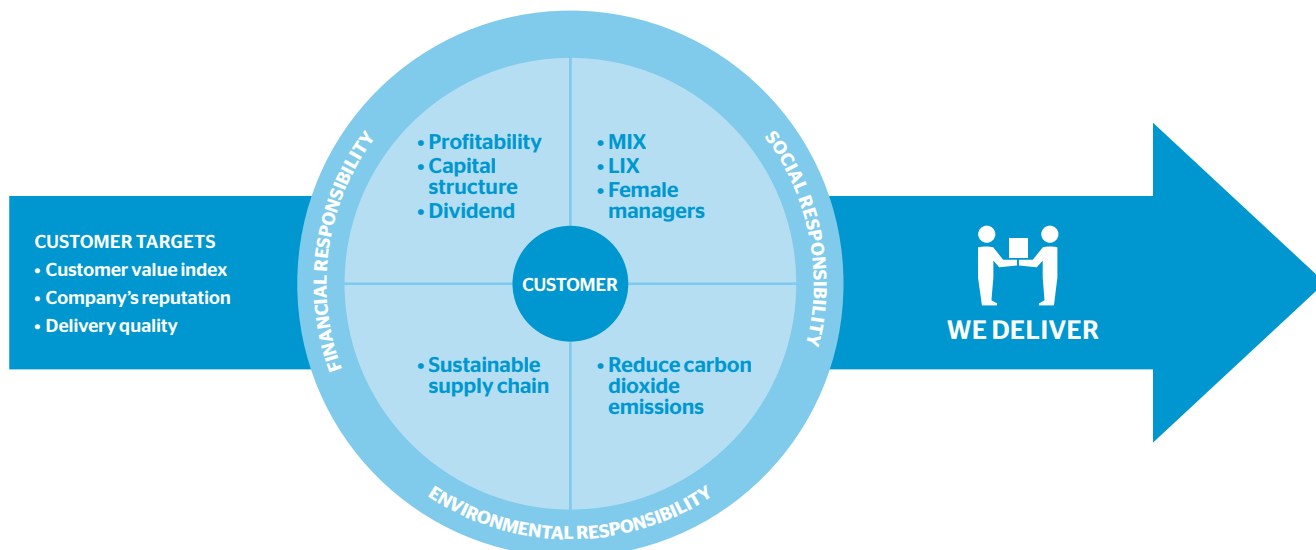 CUSTOMER TARGETS
• Customer value index
• Company's reputation
• Delivery quality
FINANCIAL RESPONSIBILITY
• Profitability
• Capital
structure
• Dividend
• MIX
• LIX
• Female
managers
SOCIAL RESPONSIBILITY
CUSTOMER
• Sustainable
supply chain
• Reduce carbon
dioxide
emissions
ENVIRONMENTAL RESPONSIBILITY
WE DELIVER